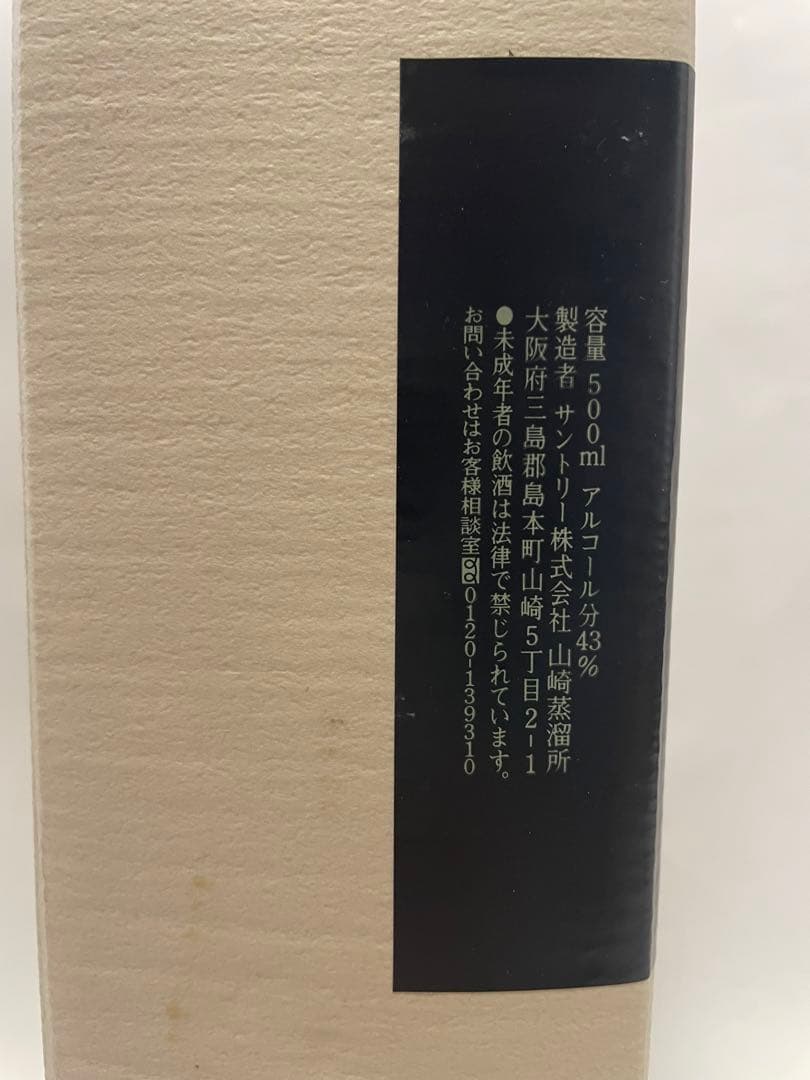 容量 500ml アルコール分43%
製造者 サントリー株式会社 山崎蒸溜所
大阪府三島郡島本町山崎5丁目2-1
●未成年者の飲酒は法律で禁じられています。
お問い合わせはお客様相談室0120-139310